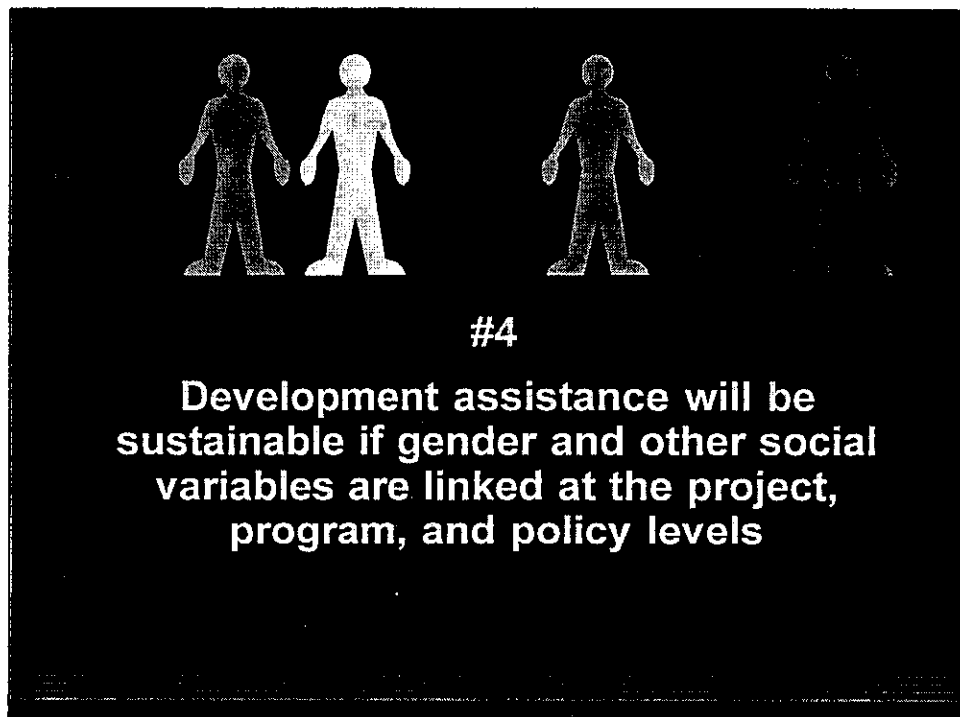 #4
Development assistance will be
sustainable if gender and other social
variables are linked at the project,
program, and policy levels